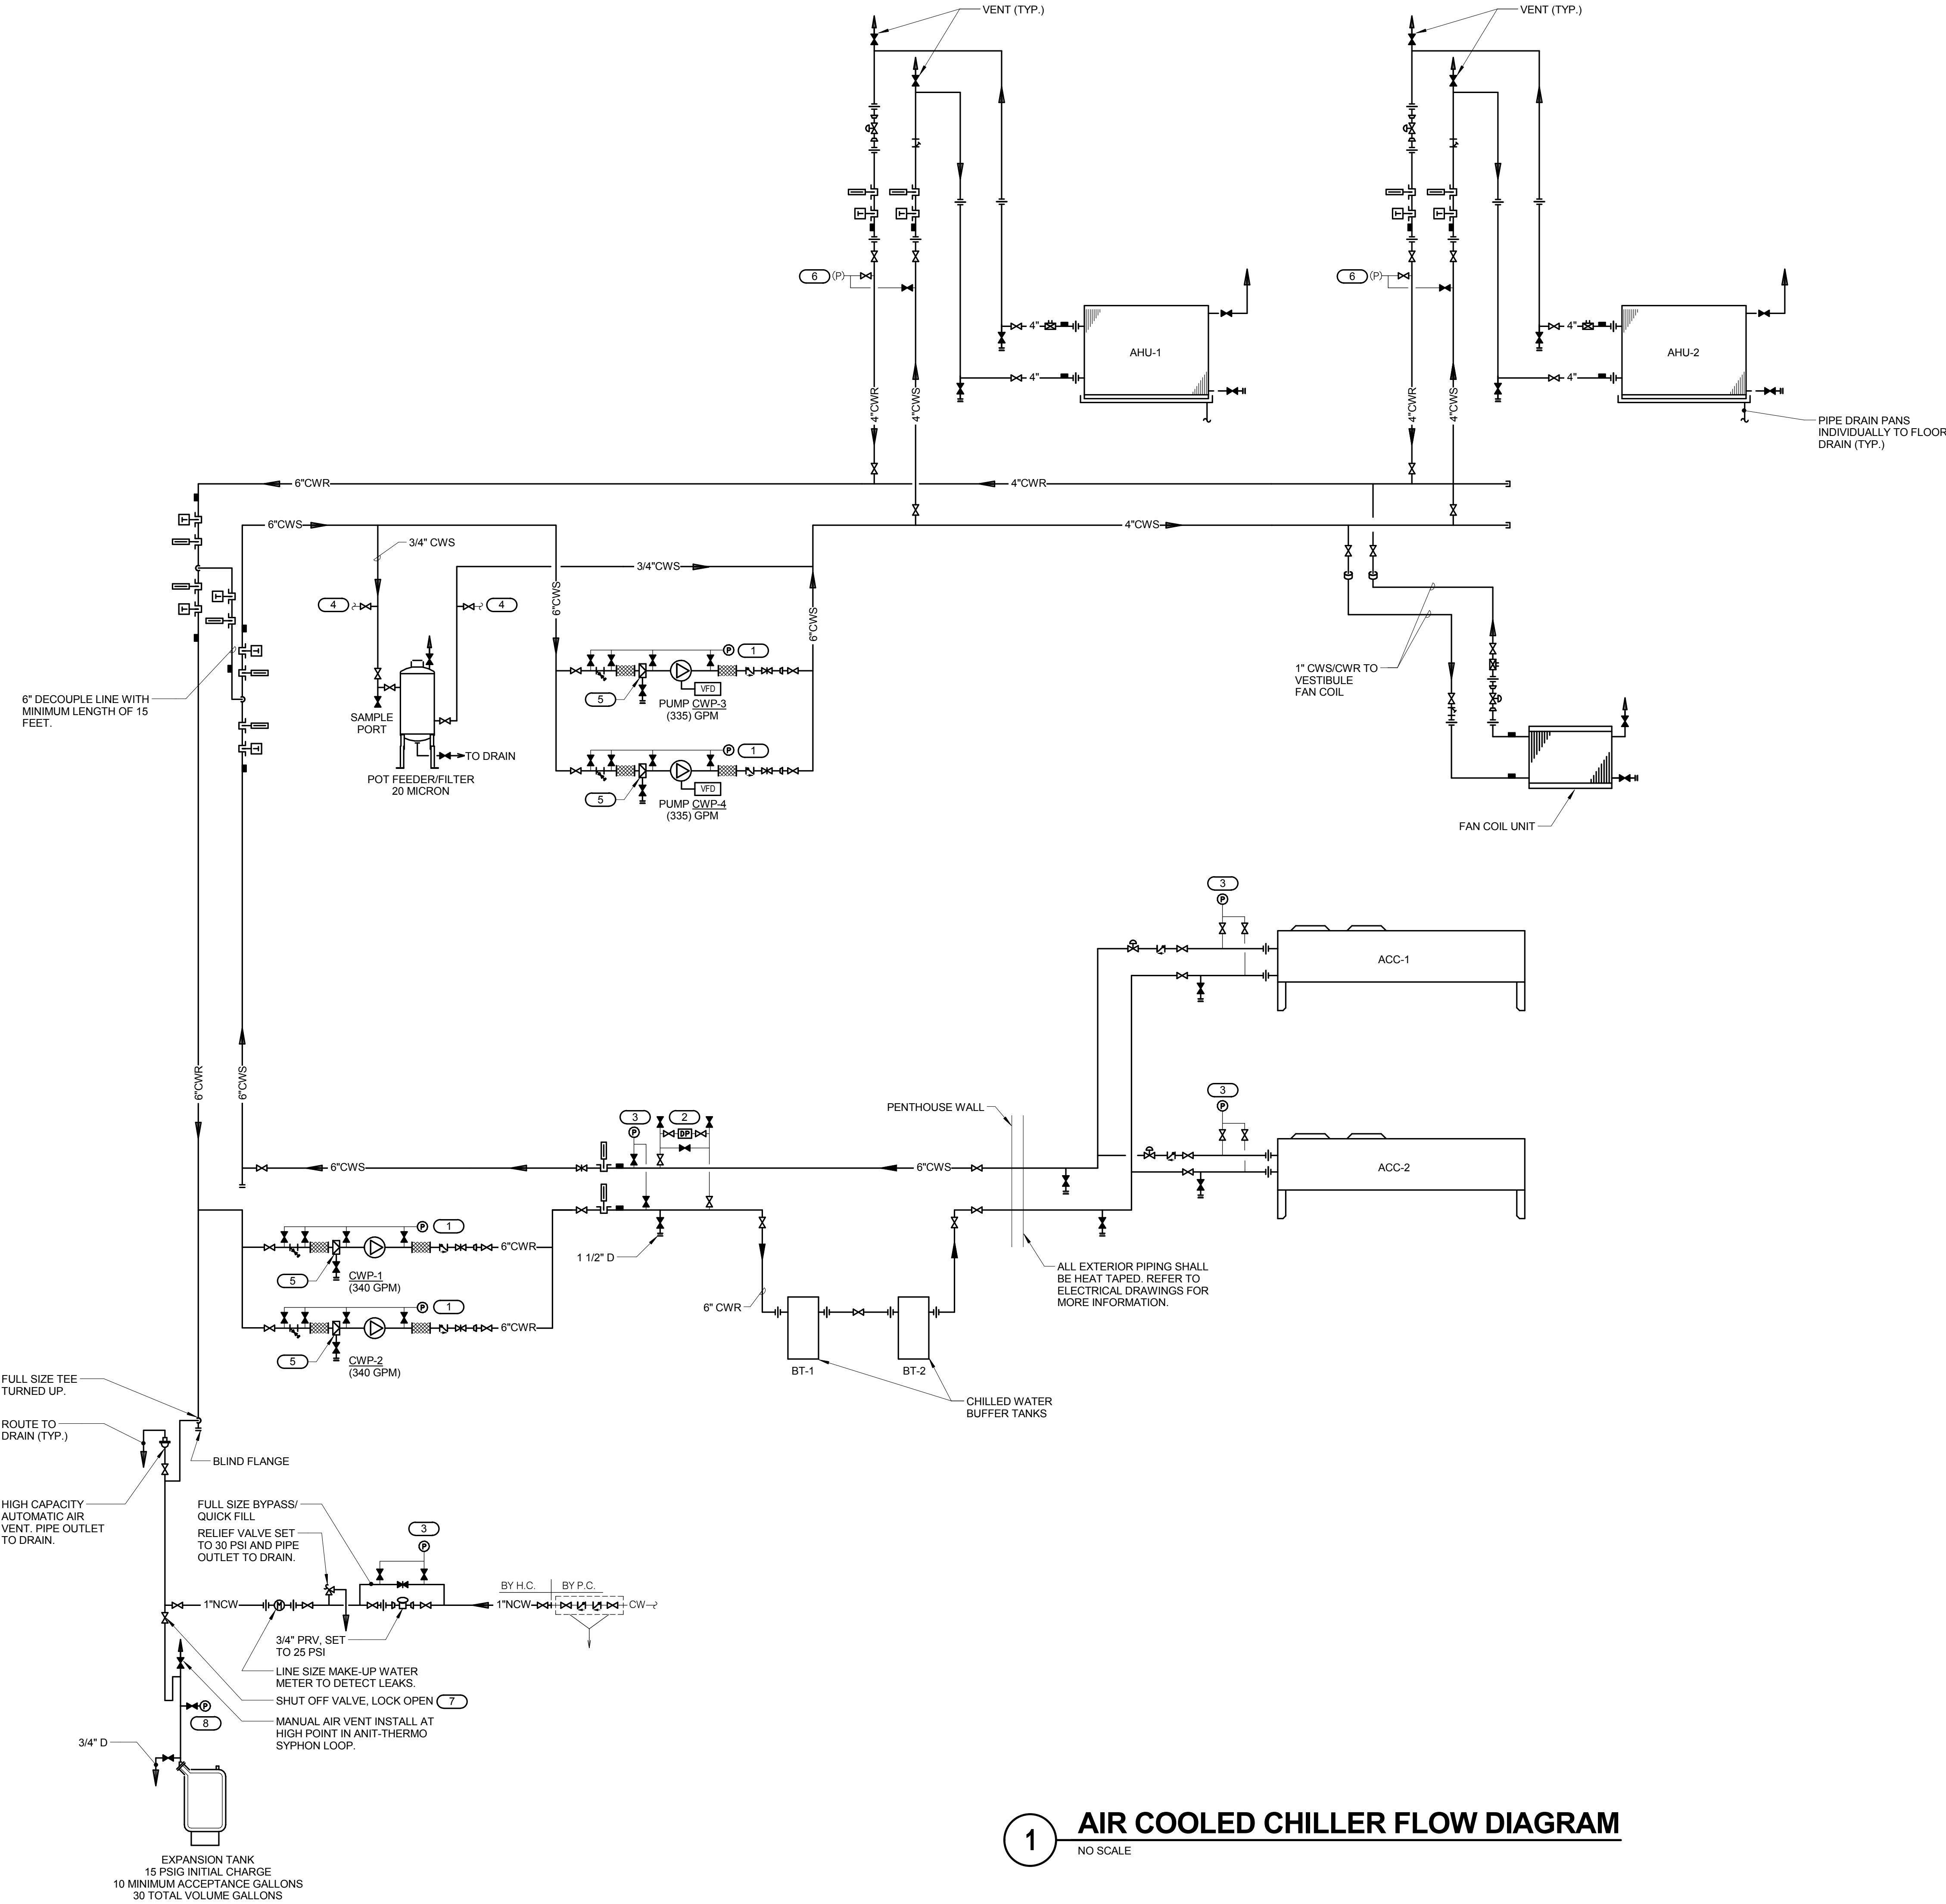 VENT (TYP.)
VENT (TYP.)
6 (P)
6 (P)
4"
4"
AHU-1
4"
4"
AHU-2
4"CWR
4"CWS
4"CWR
4"CWS
PIPE DRAIN PANS
INDIVIDUALLY TO FLOOR
DRAIN (TYP.)
6"CWR
4"CWR
6"CWS
4"CWS
T
3/4" CWS
3/4"CWS
T
T
4
4
6"CWS
6"CWS
T
T
P 1
5
VFD
PUMP CWP-3
(335) GPM
1" CWS/CWR TO
VESTIBULE
FAN COIL
6" DECOUPLE LINE WITH
MINIMUM LENGTH OF 15
FEET.
SAMPLE
PORT
TO DRAIN
POT FEEDER/FILTER
20 MICRON
P 1
5
VFD
PUMP CWP-4
(335) GPM
FAN COIL UNIT
3
P
ACC-1
6"CWR
6"CWS
3
P
ACC-2
PENTHOUSE WALL
3
P
2
DP
6"CWS
6"CWS
P 1
6"CWR
5
CWP-1
(340 GPM)
1 1/2" D
ALL EXTERIOR PIPING SHALL
BE HEAT TAPED. REFER TO
ELECTRICAL DRAWINGS FOR
MORE INFORMATION.
6" CWR
P 1
6"CWR
5
CWP-2
(340 GPM)
BT-1
BT-2
CHILLED WATER
BUFFER TANKS
FULL SIZE TEE
TURNED UP.
ROUTE TO
DRAIN (TYP.)
BLIND FLANGE
HIGH CAPACITY
AUTOMATIC AIR
VENT. PIPE OUTLET
TO DRAIN.
FULL SIZE BYPASS/
QUICK FILL
RELIEF VALVE SET
TO 30 PSI AND PIPE
OUTLET TO DRAIN.
3
P
BY H.C.
BY P.C.
1"NCW
M
1"NCW
CW
3/4" PRV, SET
TO 25 PSI
LINE SIZE MAKE-UP WATER
METER TO DETECT LEAKS.
SHUT OFF VALVE, LOCK OPEN 7
P
8
MANUAL AIR VENT INSTALL AT
HIGH POINT IN ANIT-THERMO
SYPHON LOOP.
3/4" D
EXPANSION TANK
15 PSIG INITIAL CHARGE
10 MINIMUM ACCEPTANCE GALLONS
30 TOTAL VOLUME GALLONS
1
AIR COOLED CHILLER FLOW DIAGRAM
NO SCALE